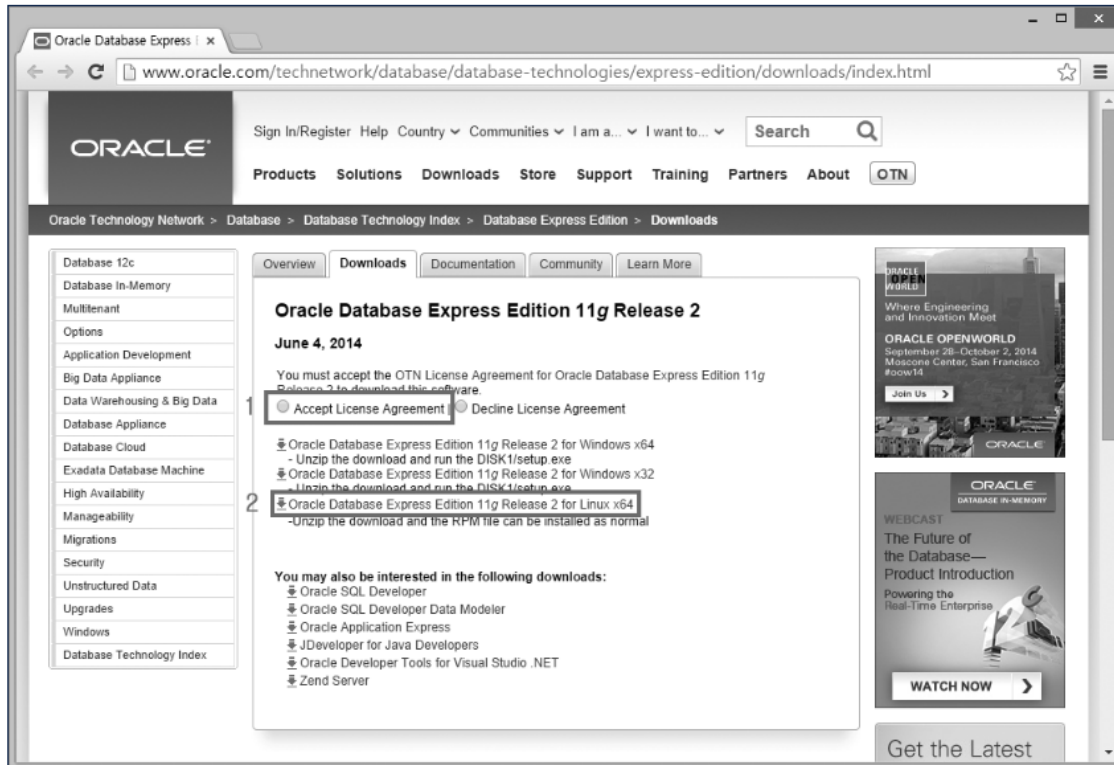 Oracle Database Express
www.oracle.com/technetwork/database/database-technologies/express-edition/downloads/index.html
ORACLE
Sign In/Register Help Country Communities I am a... I want to... Search
Products Solutions Downloads Store Support Training Partners About OTN
Oracle Technology Network > Database > Database Technology Index > Database Express Edition > Downloads
Database 12c
Database In-Memory
Multitenant
Options
Application Development
Big Data Appliance
Data Warehousing & Big Data
Database Appliance
Database Cloud
Exadata Database Machine
High Availability
Manageability
Migrations
Security
Unstructured Data
Upgrades
Windows
Database Technology Index
Overview Downloads Documentation Community Learn More
Oracle Database Express Edition 11g Release 2
June 4, 2014
You must accept the OTN License Agreement for Oracle Database Express Edition 11g
Release 2 to download this software.
1 Accept License Agreement | Decline License Agreement
Oracle Database Express Edition 11g Release 2 for Windows x64
- Unzip the download and run the DISK1/setup.exe
Oracle Database Express Edition 11g Release 2 for Windows x32
- Unzip the download and run the DISK1/setup.exe
2 Oracle Database Express Edition 11g Release 2 for Linux x64
-Unzip the download and the RPM file can be installed as normal
You may also be interested in the following downloads:
Oracle SQL Developer
Oracle SQL Developer Data Modeler
Oracle Application Express
JDeveloper for Java Developers
Oracle Developer Tools for Visual Studio .NET
Zend Server
ORACLE
OPEN
WORLD
Where Engineering
and Innovation Meet
ORACLE OPENWORLD
September 28–October 2, 2014
Moscone Center, San Francisco
#oow14
Join Us
ORACLE
ORACLE
DATABASE IN-MEMORY
WEBCAST
The Future of
the Database—
Product Introduction
Powering the
Real-Time Enterprise
WATCH NOW
Get the Latest